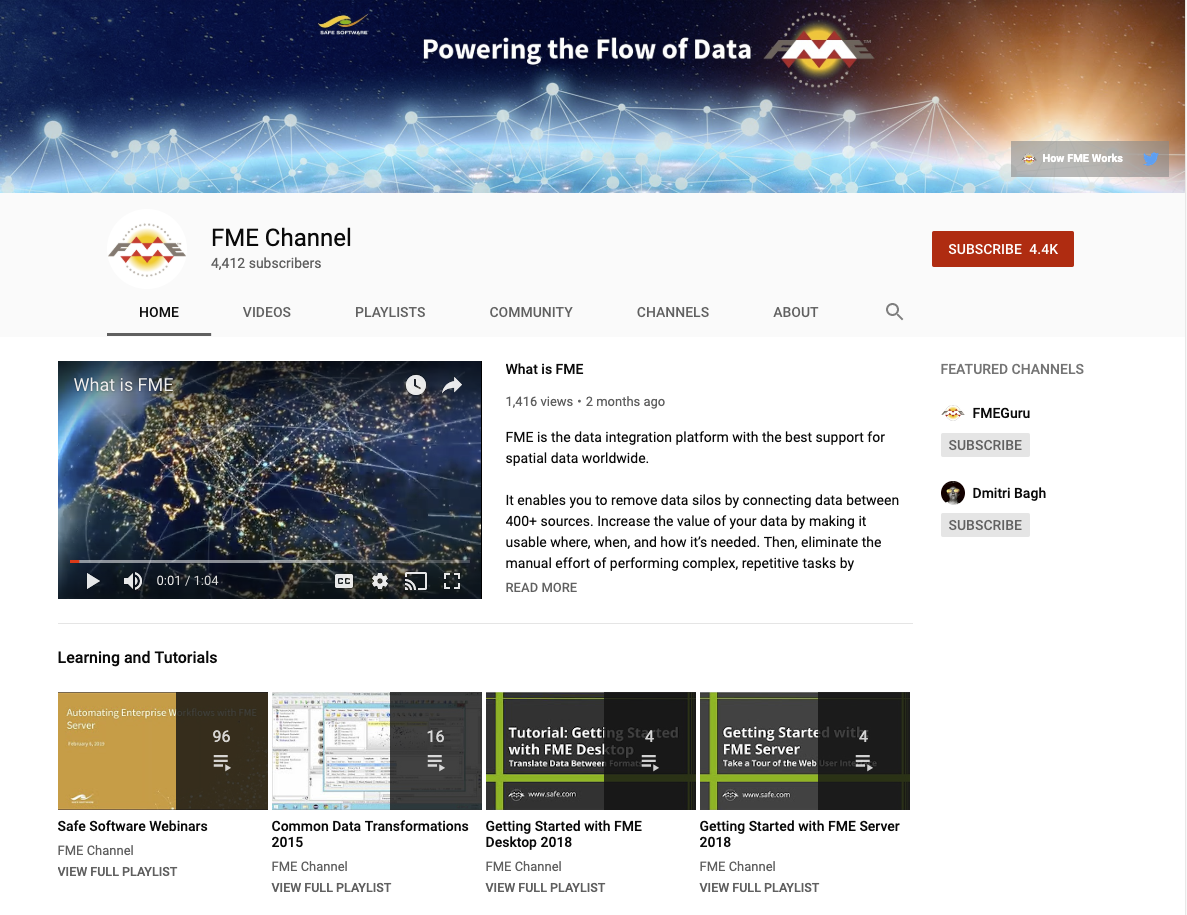 SAFE SOFTWARE
Powering the Flow of Data
FME
How FME Works
FME Channel
4,412 subscribers
SUBSCRIBE 4.4K
HOME VIDEOS PLAYLISTS COMMUNITY CHANNELS ABOUT
What is FME
0:01 / 1:04
CC
What is FME
1,416 views • 2 months ago
FME is the data integration platform with the best support for
spatial data worldwide.
It enables you to remove data silos by connecting data between
400+ sources. Increase the value of your data by making it
usable where, when, and how it's needed. Then, eliminate the
manual effort of performing complex, repetitive tasks by
READ MORE
FEATURED CHANNELS
FMEGuru
SUBSCRIBE
Dmitri Bagh
SUBSCRIBE
Learning and Tutorials
Automating Enterprise Workflows with FME
Server
February 6, 2019
96
Safe Software Webinars
FME Channel
VIEW FULL PLAYLIST
16
Common Data Transformations
2015
FME Channel
VIEW FULL PLAYLIST
Tutorial: Getting Started
with FME Desktop
Translate Data Between Formats
www.safe.com
4
Getting Started with FME
Desktop 2018
FME Channel
VIEW FULL PLAYLIST
Getting Started with
FME Server
Take a Tour of the Web User Interface
www.safe.com
4
Getting Started with FME Server
2018
FME Channel
VIEW FULL PLAYLIST